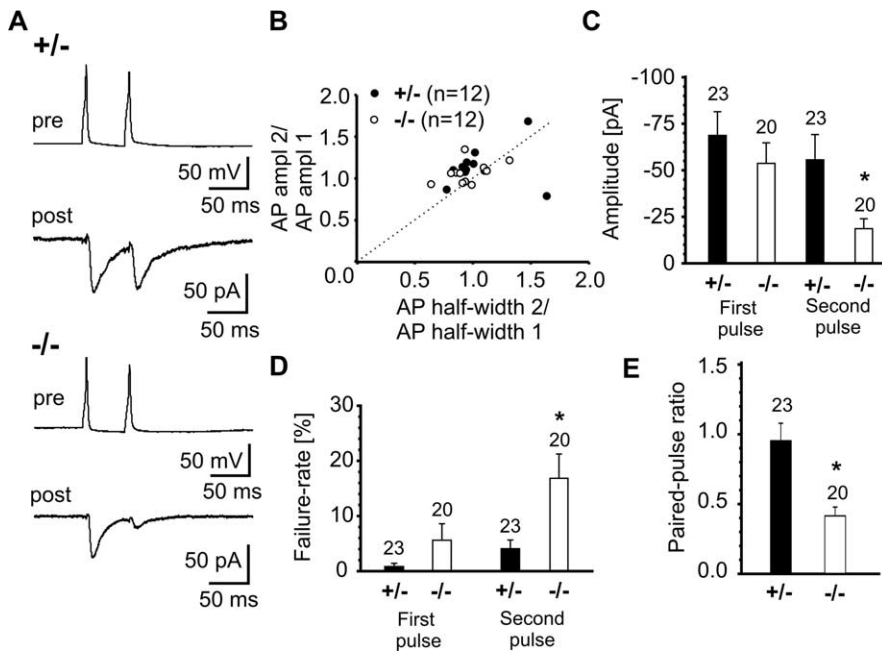 A
+/-
pre
50 mV
50 ms
post
50 pA
50 ms
-/-
pre
50 mV
50 ms
post
50 pA
50 ms
B
+/- (n=12)
-/- (n=12)
AP ampl 2/
AP ampl 1
2.0
1.5
1.0
0.5
0.0
0.5
1.0
1.5
2.0
AP half-width 2/
AP half-width 1
C
Amplitude [pA]
-100
-75
-50
-25
0
23
20
23
*
20
+/-
-/-
+/-
-/-
First
pulse
Second
pulse
D
Failure-rate [%]
30
20
10
0
23
20
23
*
20
+/-
-/-
+/-
-/-
First
pulse
Second
pulse
E
Paired-pulse ratio
1.5
1.0
0.5
0.0
23
*
20
+/-
-/-